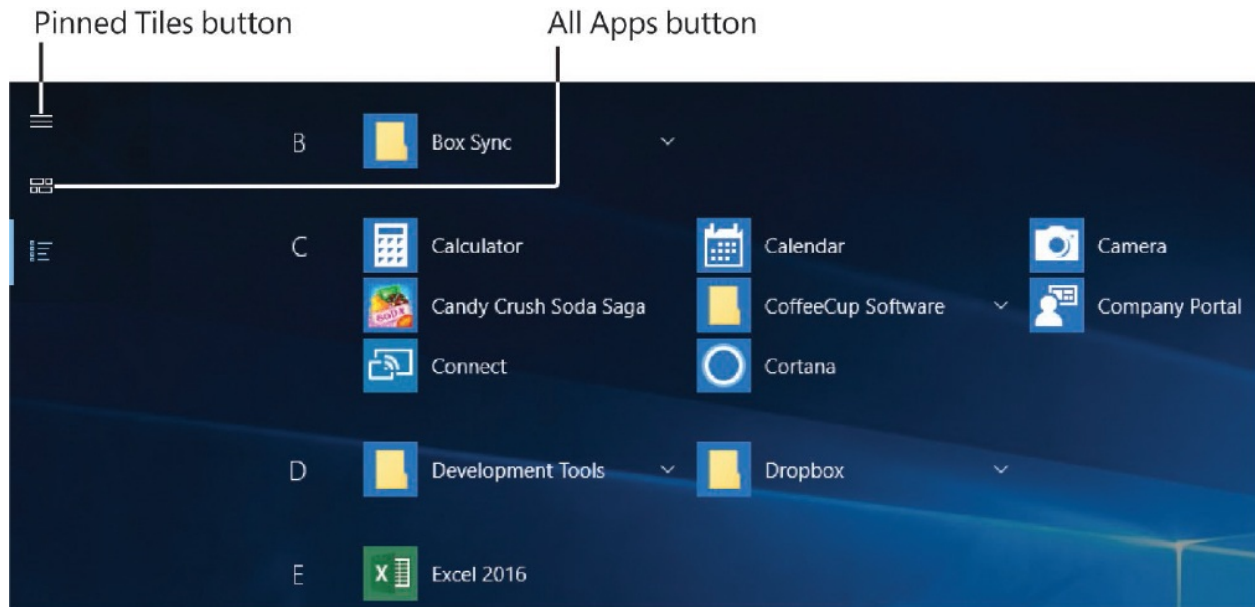 Pinned Tiles button All Apps button
B Box Sync
C Calculator Calendar Camera
Candy Crush Soda Saga CoffeeCup Software Company Portal
Connect Cortana
D Development Tools Dropbox
E Excel 2016